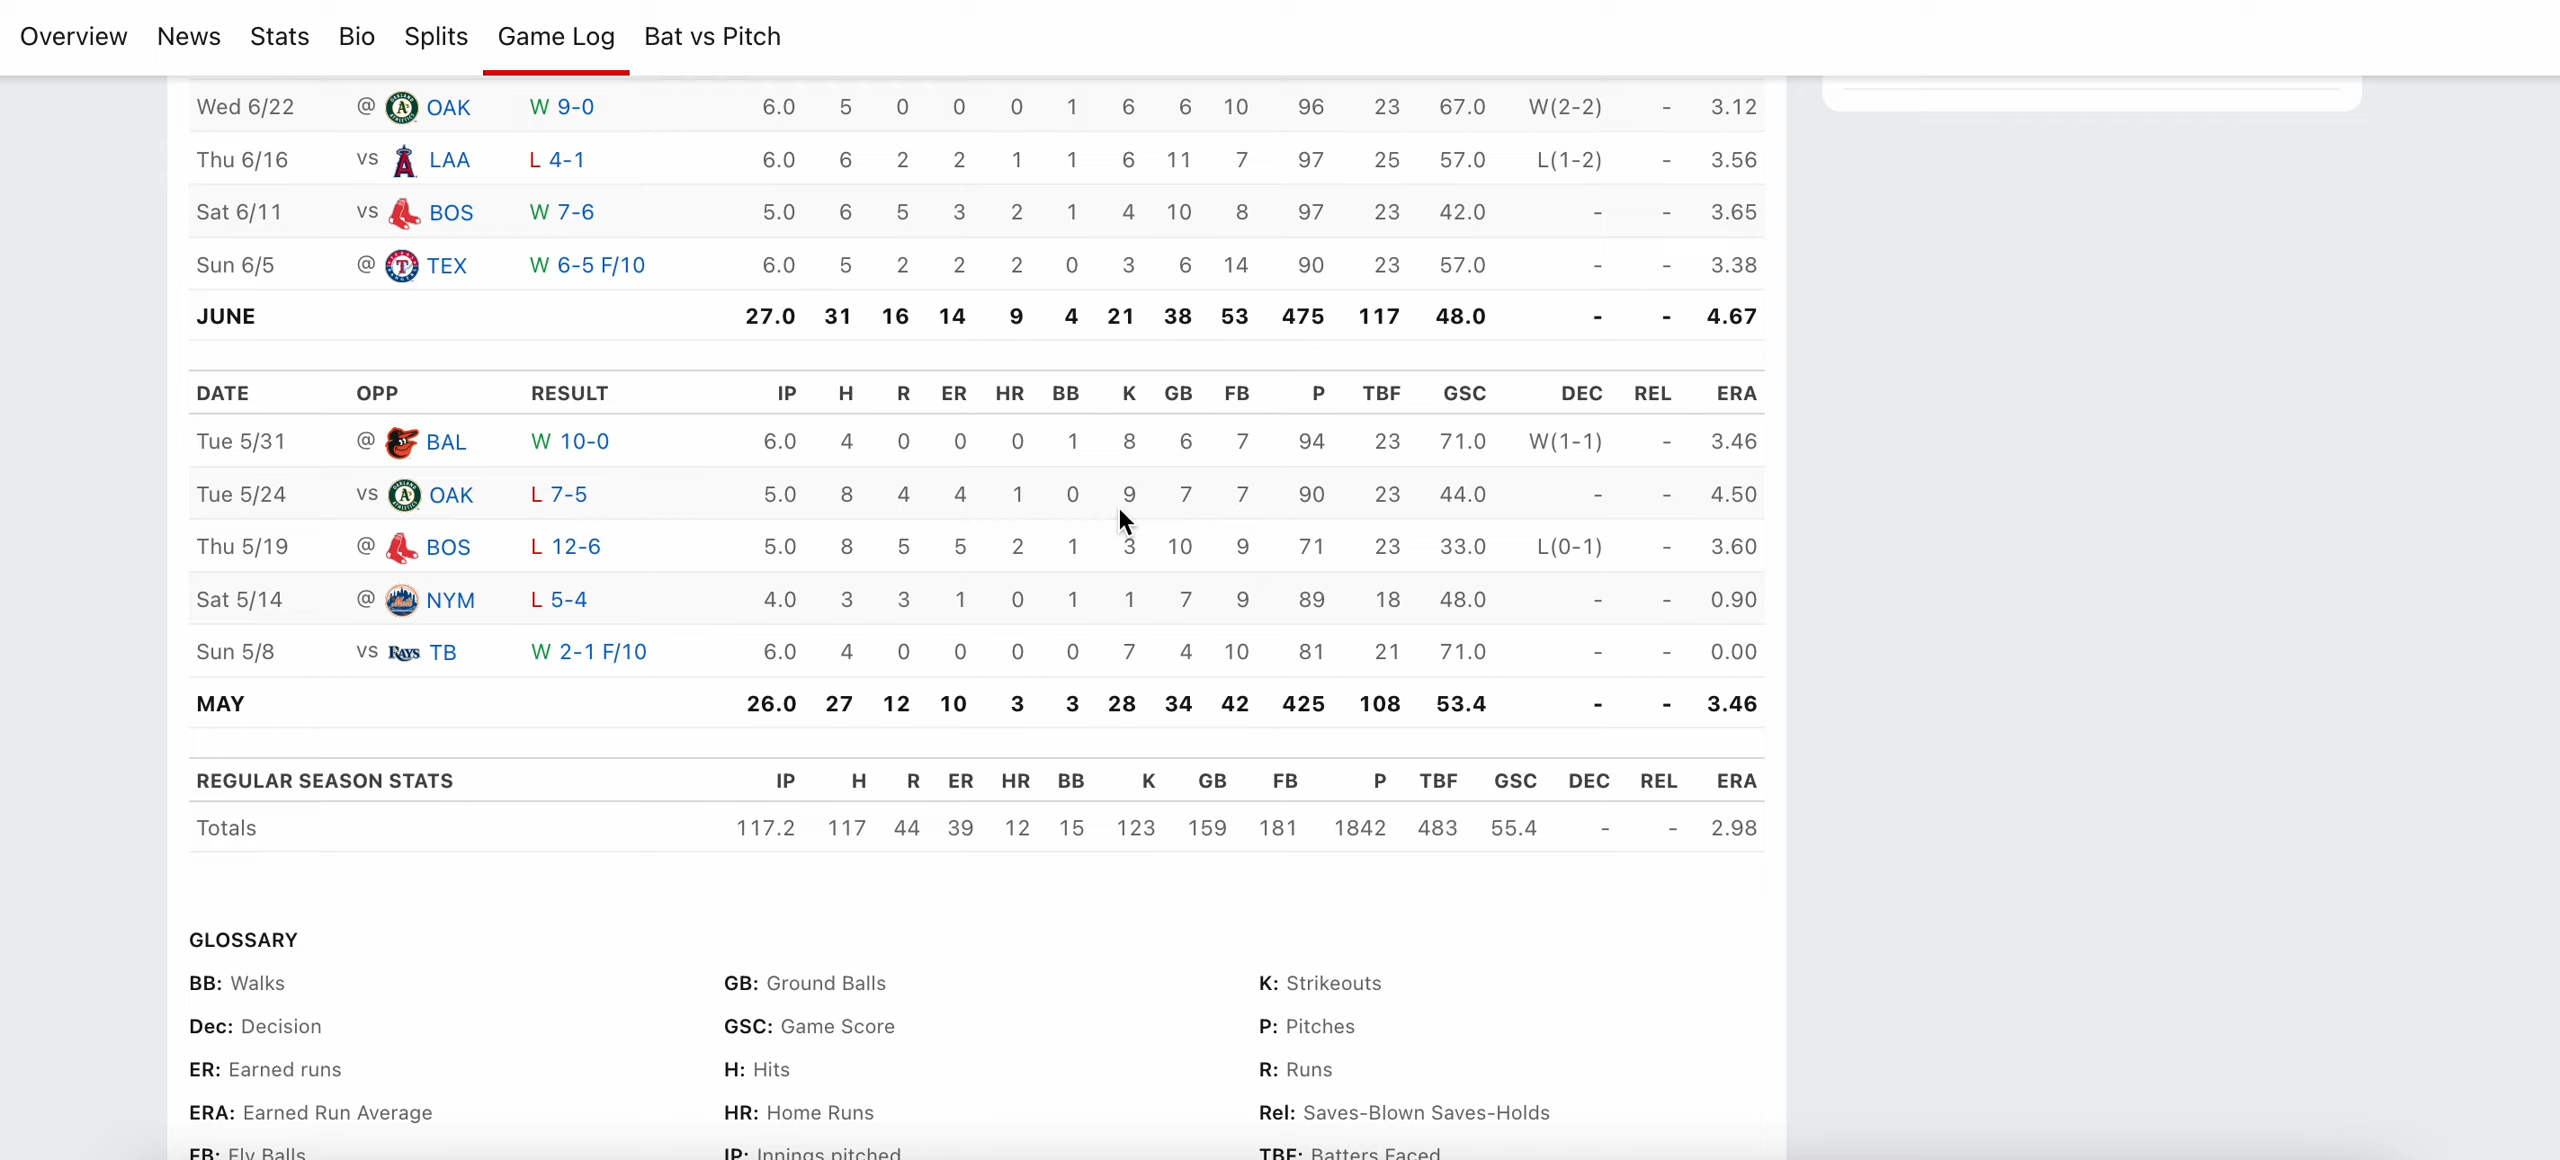 Overview News Stats Bio Splits Game Log Bat vs Pitch
Wed 6/22 @ OAK W 9-0 6.0 5 0 0 0 1 6 6 10 96 23 67.0 W(2-2) - 3.12
Thu 6/16 vs LAA L 4-1 6.0 6 2 2 1 1 6 11 7 97 25 57.0 L(1-2) - 3.56
Sat 6/11 vs BOS W 7-6 5.0 6 5 3 2 1 4 10 8 97 23 42.0 - - 3.65
Sun 6/5 @ TEX W 6-5 F/10 6.0 5 2 2 2 0 3 6 14 90 23 57.0 - - 3.38
JUNE 27.0 31 16 14 9 4 21 38 53 475 117 48.0 - - 4.67
DATE OPP RESULT IP H R ER HR BB K GB FB P TBF GSC DEC REL ERA
Tue 5/31 @ BAL W 10-0 6.0 4 0 0 0 1 8 6 7 94 23 71.0 W(1-1) - 3.46
Tue 5/24 vs OAK L 7-5 5.0 8 4 4 1 0 9 7 7 90 23 44.0 - - 4.50
Thu 5/19 @ BOS L 12-6 5.0 8 5 5 2 1 3 10 9 71 23 33.0 L(0-1) - 3.60
Sat 5/14 @ NYM L 5-4 4.0 3 3 1 0 1 1 7 9 89 18 48.0 - - 0.90
Sun 5/8 vs RAYS TB W 2-1 F/10 6.0 4 0 0 0 0 7 4 10 81 21 71.0 - - 0.00
MAY 26.0 27 12 10 3 3 28 34 42 425 108 53.4 - - 3.46
REGULAR SEASON STATS IP H R ER HR BB K GB FB P TBF GSC DEC REL ERA
Totals 117.2 117 44 39 12 15 123 159 181 1842 483 55.4 - - 2.98
GLOSSARY
BB: Walks GB: Ground Balls K: Strikeouts
Dec: Decision GSC: Game Score P: Pitches
ER: Earned runs H: Hits R: Runs
ERA: Earned Run Average HR: Home Runs Rel: Saves-Blown Saves-Holds
FB: Fly Balls IP: Innings pitched TBF: Batters Faced